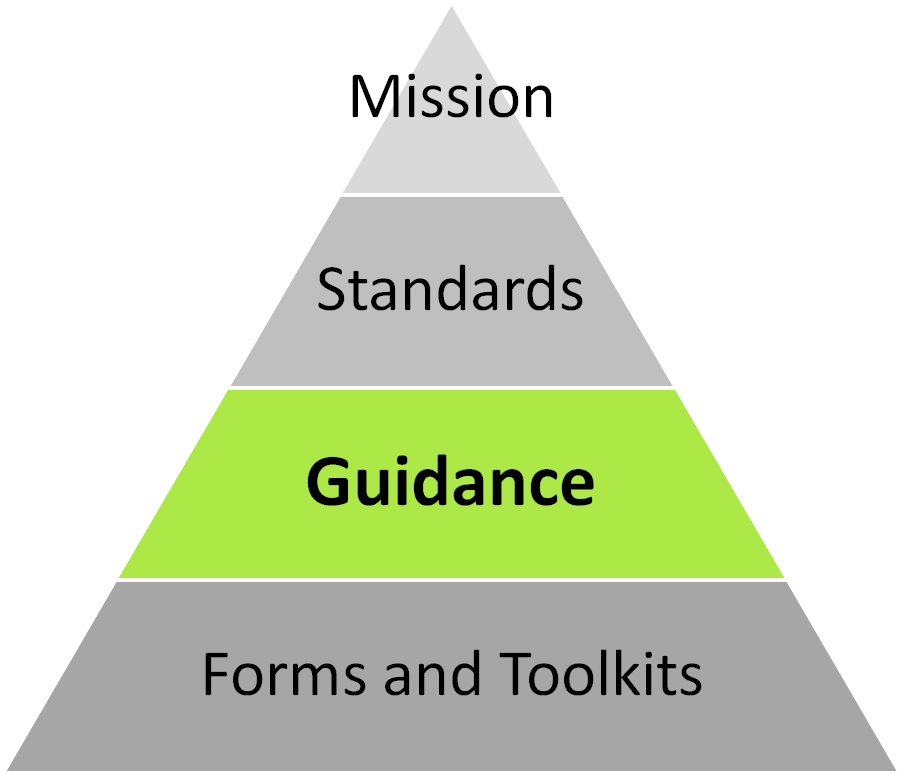 Mission
Standards
Guidance
Forms and Toolkits